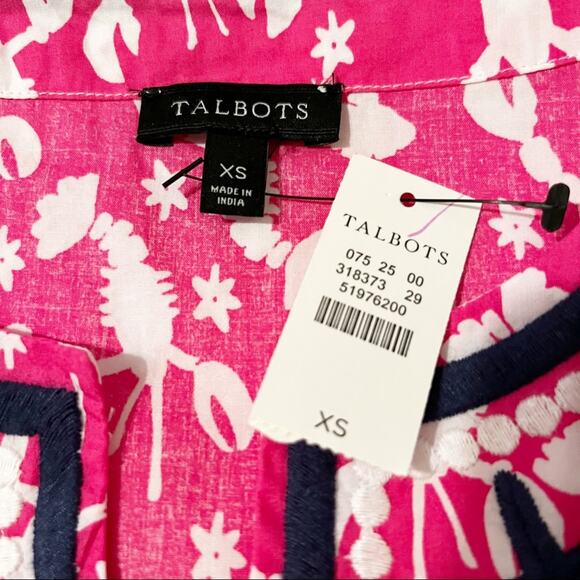 TALBOTS
XS
MADE IN
INDIA
TALBOTS
075 25 00
318373 29
51976200
XS